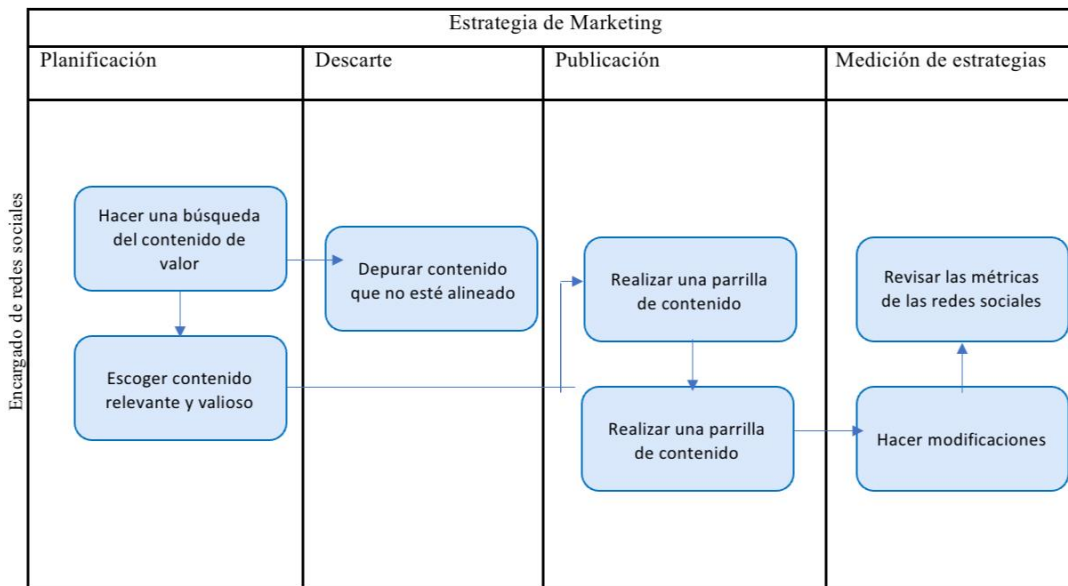 Estrategia de Marketing
Planificación
Descarte
Publicación
Medición de estrategias
Encargado de redes sociales
Hacer una búsqueda
del contenido de
valor
Escoger contenido
relevante y valioso
Depurar contenido
que no esté alineado
Realizar una parrilla
de contenido
Realizar una parrilla
de contenido
Revisar las métricas
de las redes sociales
Hacer modificaciones